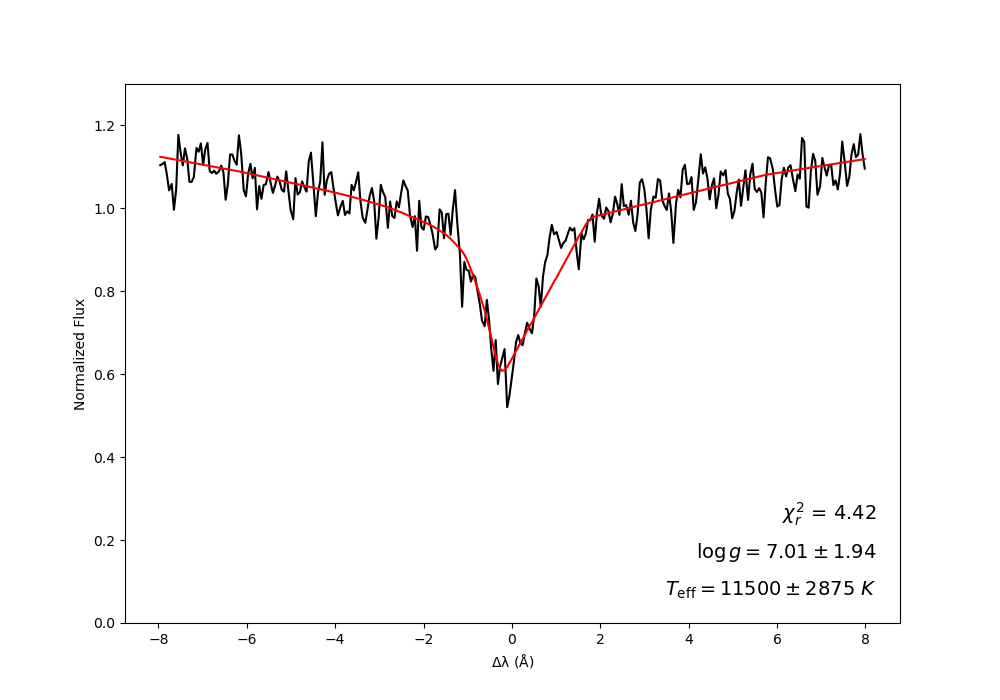 1.2
1.0
0.8
0.6
0.4
0.2
0.0
Normalized Flux
χ²ᵣ = 4.42
log g = 7.01 ± 1.94
T_eff = 11500 ± 2875 K
−8 −6 −4 −2 0 2 4 6 8
Δλ (Å)